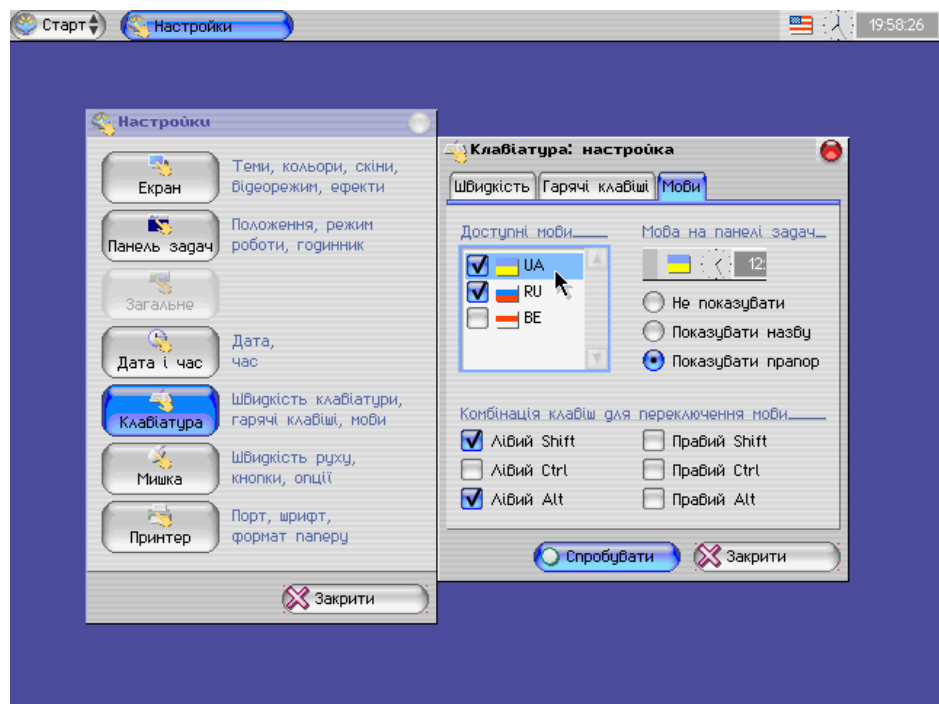 Старт
Настройки
19:58:26
Настройки
Екран
Теми, кольори, скіни,
відеорежим, ефекти
Панель задач
Положення, режим
роботи, годинник
Загальне
Дата і час
Дата,
час
Клавіатура
Швидкість клавіатури,
гарячі клавіші, мови
Мишка
Швидкість руху,
кнопки, опції
Принтер
Порт, шрифт,
формат паперу
Закрити
Клавіатура: настройка
Швидкість Гарячі клавіші Мови
Доступні мови
UA
RU
BE
Мова на панелі задач
12:
Не показувати
Показувати назву
Показувати прапор
Комбінація клавіш для переключення мови
Лівий Shift Правий Shift
Лівий Ctrl Правий Ctrl
Лівий Alt Правий Alt
Спробувати Закрити